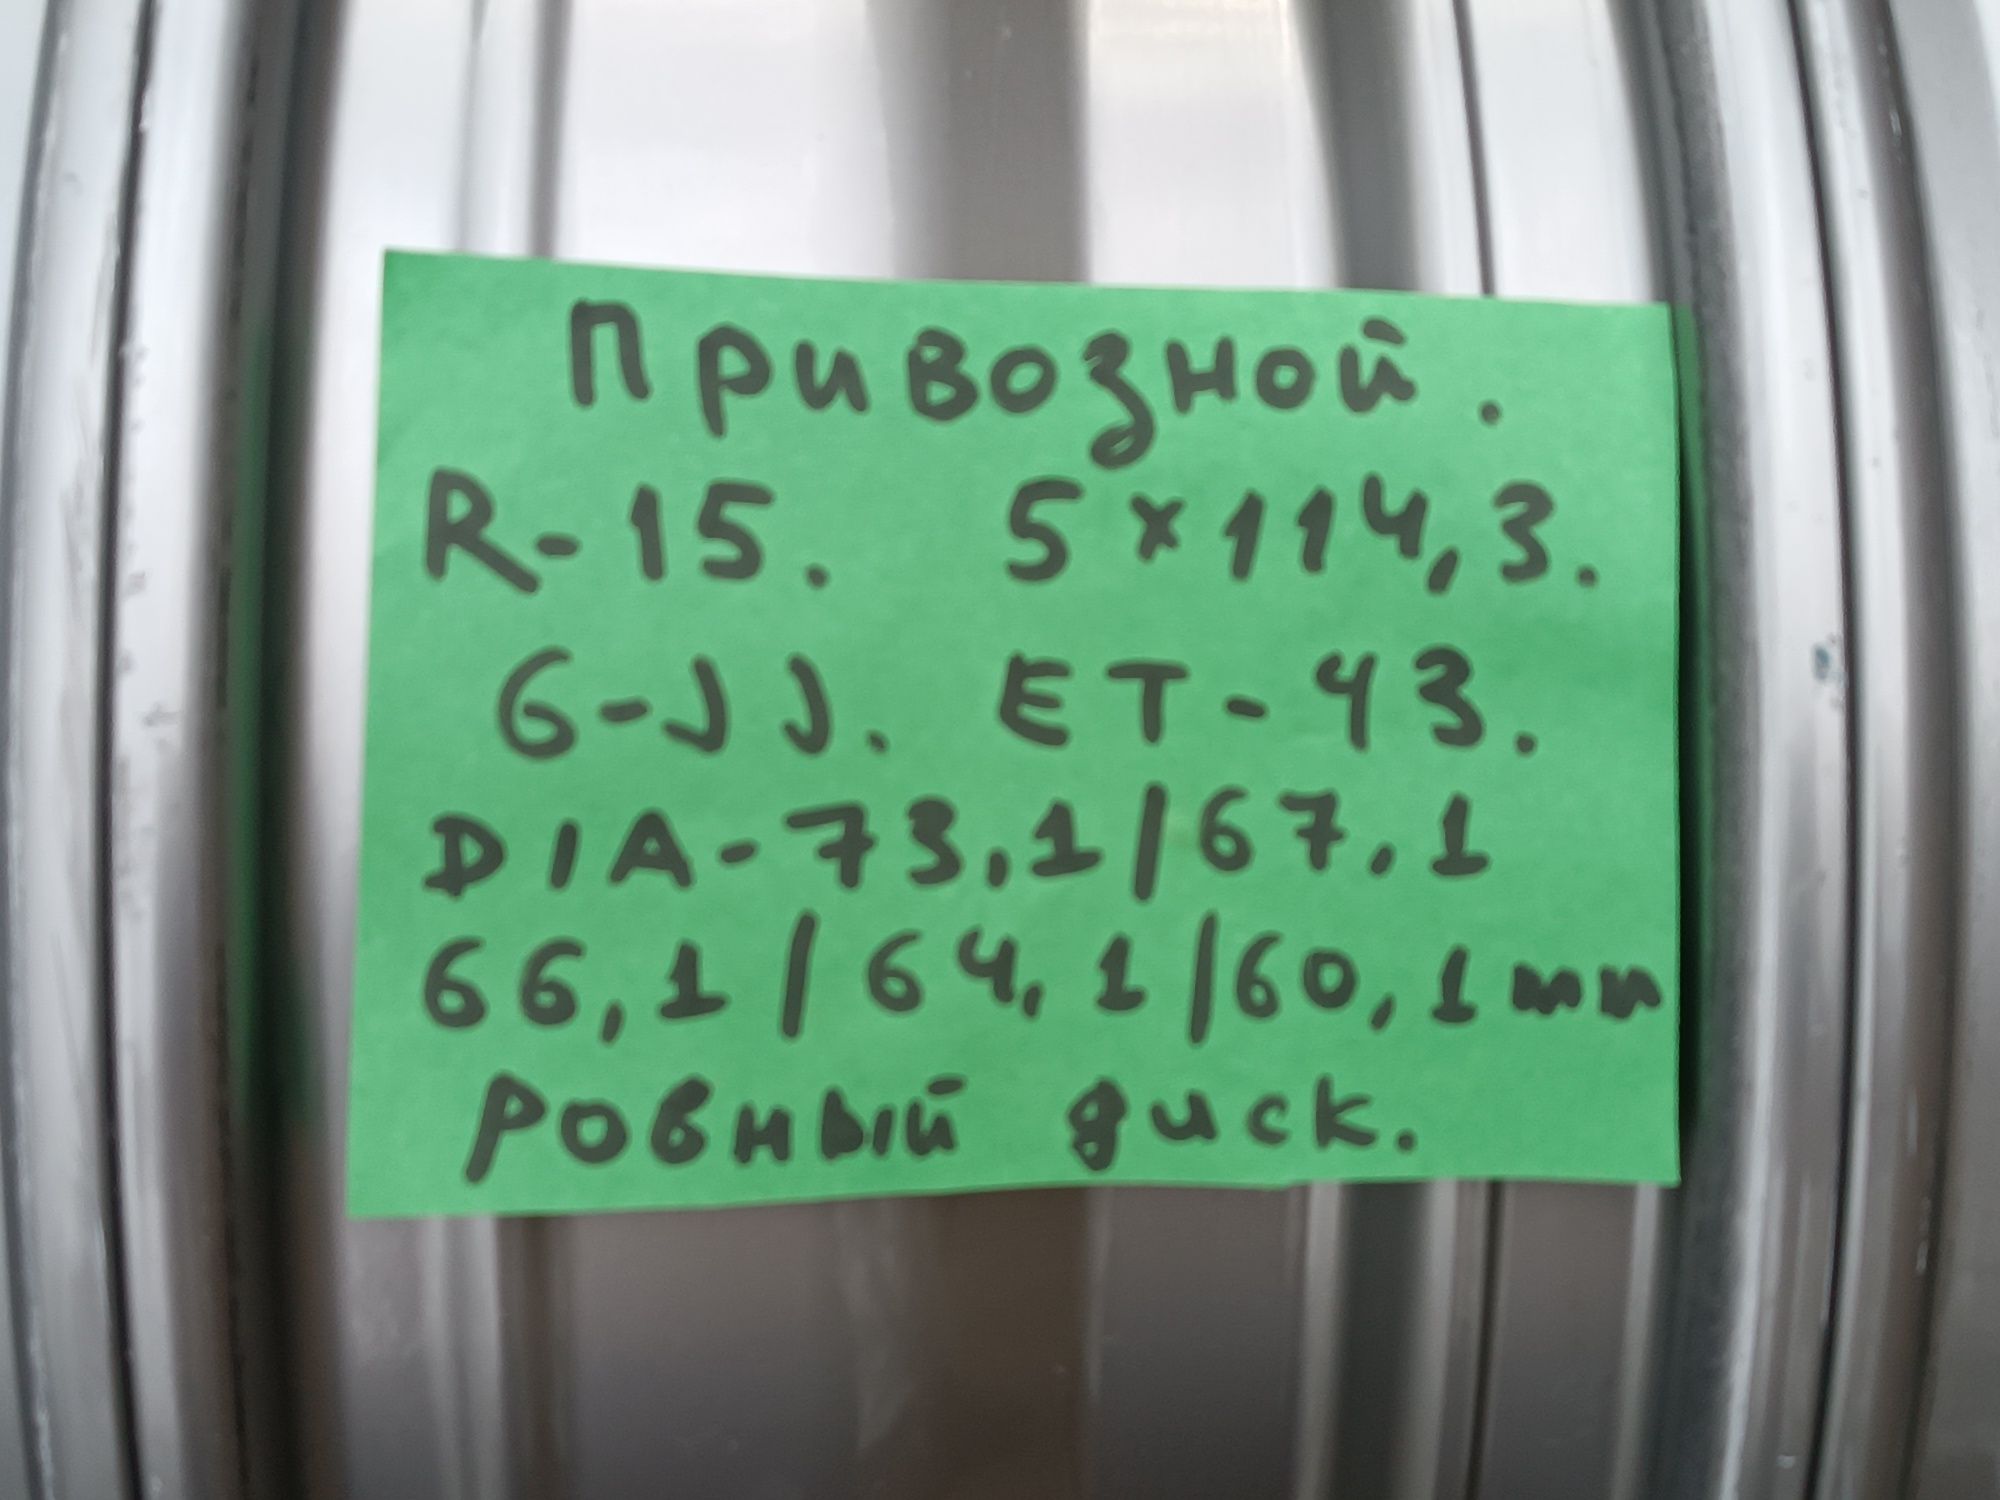 Привозной.
R-15. 5×114,3.
6-JJ. ET-43.
DIA-73,1/67,1
66,1/64,1/60,1mm
ровный диск.